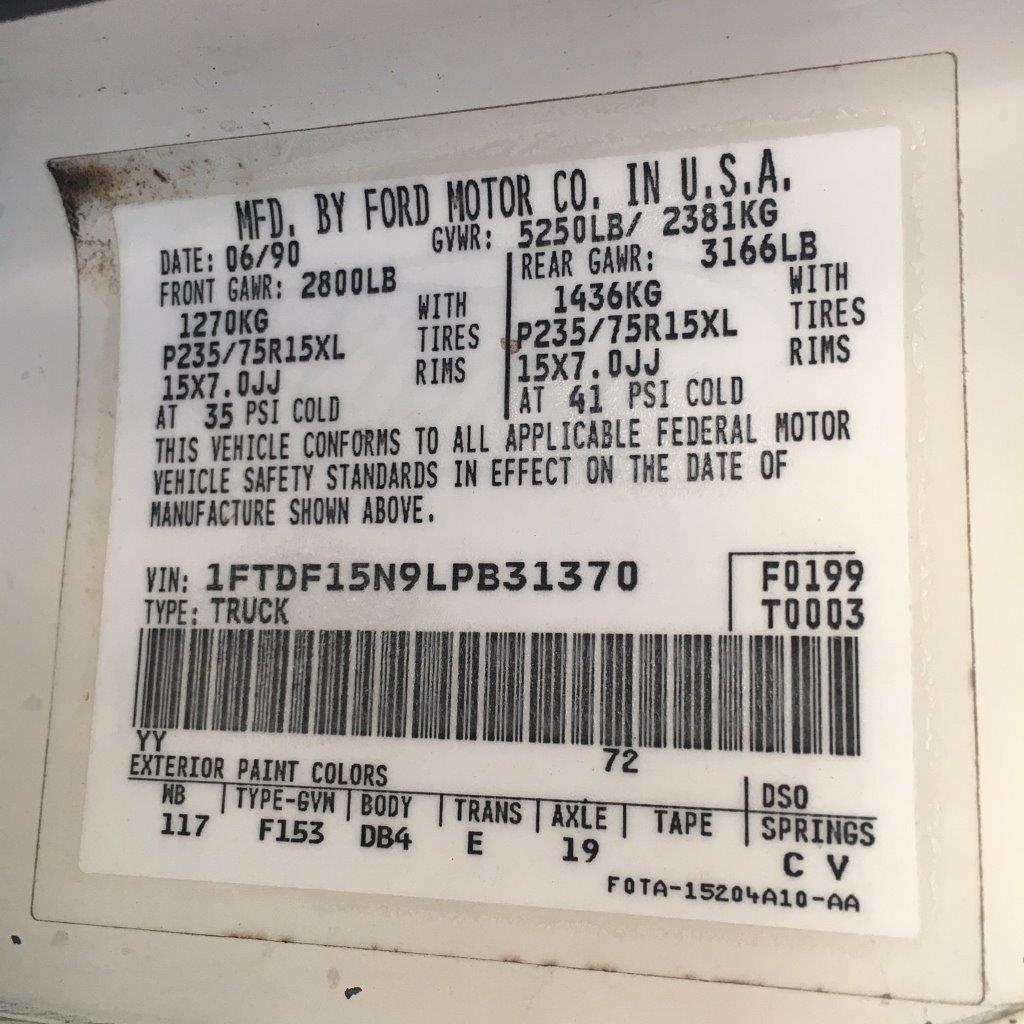 MFD. BY FORD MOTOR CO. IN U.S.A.
DATE: 06/90 GVWR: 5250LB/ 2381KG
FRONT GAWR: 2800LB REAR GAWR: 3166LB
1270KG WITH 1436KG WITH
P235/75R15XL TIRES P235/75R15XL TIRES
15X7.0JJ RIMS 15X7.0JJ RIMS
AT 35 PSI COLD AT 41 PSI COLD
THIS VEHICLE CONFORMS TO ALL APPLICABLE FEDERAL MOTOR
VEHICLE SAFETY STANDARDS IN EFFECT ON THE DATE OF
MANUFACTURE SHOWN ABOVE.
VIN: 1FTDF15N9LPB31370 F0199
TYPE: TRUCK T0003
YY 72
EXTERIOR PAINT COLORS DSO
WB TYPE-GVW BODY TRANS AXLE TAPE SPRINGS
117 F153 DB4 E 19 C V
F0TA-15204A10-AA